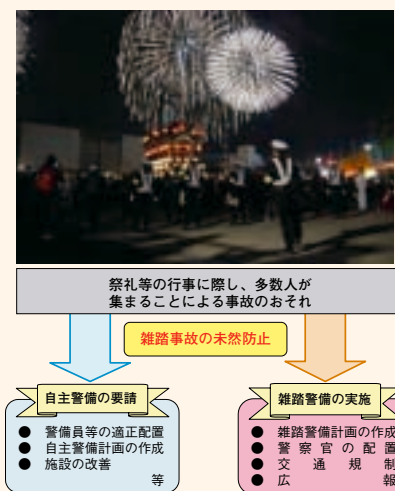 祭礼等の行事に際し、多数人が
集まることによる事故のおそれ
雑踏事故の未然防止
自主警備の要請
● 警備員等の適正配置
● 自主警備計画の作成
● 施設の改善
等
雑踏警備の実施
● 雑踏警備計画の作成
● 警察官の配置
● 交通規制
● 広報